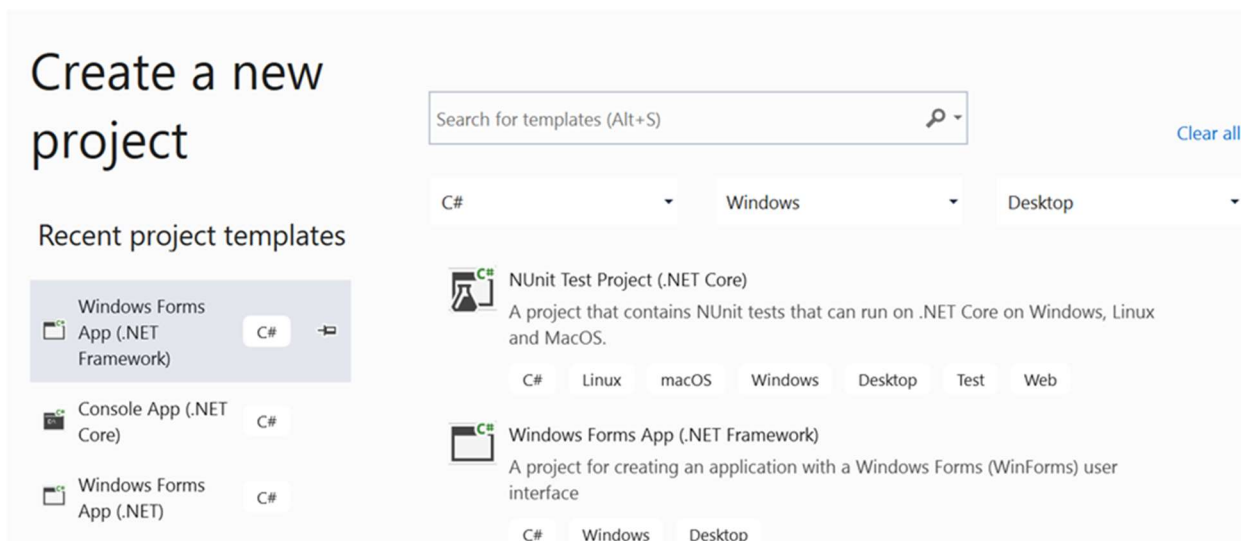 Create a new
project
Search for templates (Alt+S)
Clear all
C#
Windows
Desktop
Recent project templates
Windows Forms
App (.NET
Framework)
C#
Console App (.NET
Core)
C#
Windows Forms
App (.NET)
C#
NUnit Test Project (.NET Core)
A project that contains NUnit tests that can run on .NET Core on Windows, Linux
and MacOS.
C# Linux macOS Windows Desktop Test Web
Windows Forms App (.NET Framework)
A project for creating an application with a Windows Forms (WinForms) user
interface
C# Windows Desktop